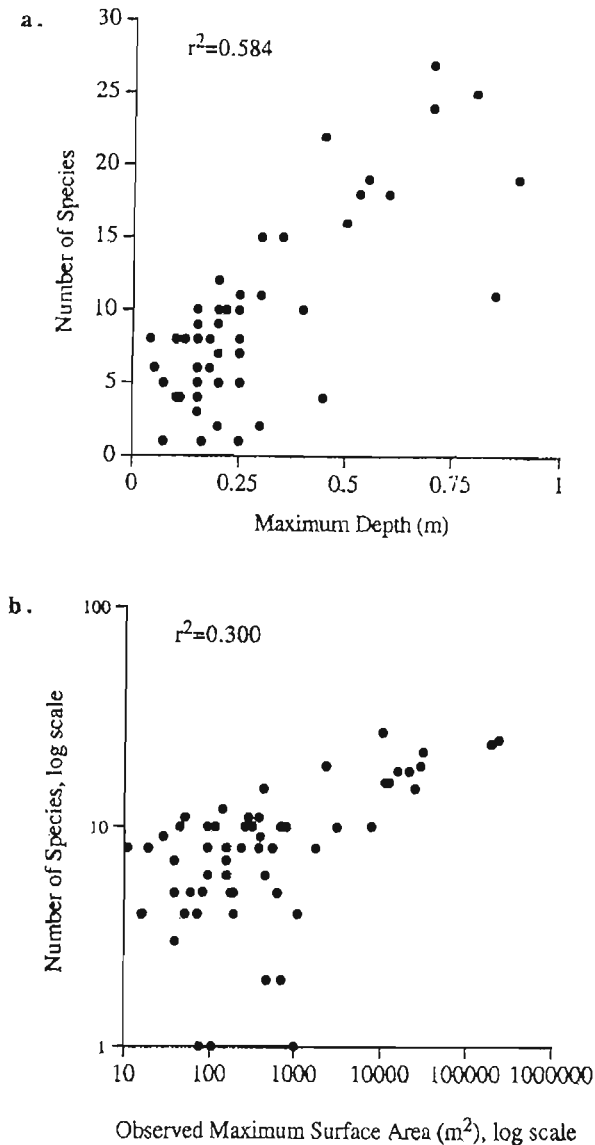 a.
r²=0.584
30
25
20
15
10
5
0
Number of Species
0 0.25 0.5 0.75 1
Maximum Depth (m)
b.
r²=0.300
100
10
1
Number of Species, log scale
10 100 1000 10000 100000 1000000
Observed Maximum Surface Area (m²), log scale